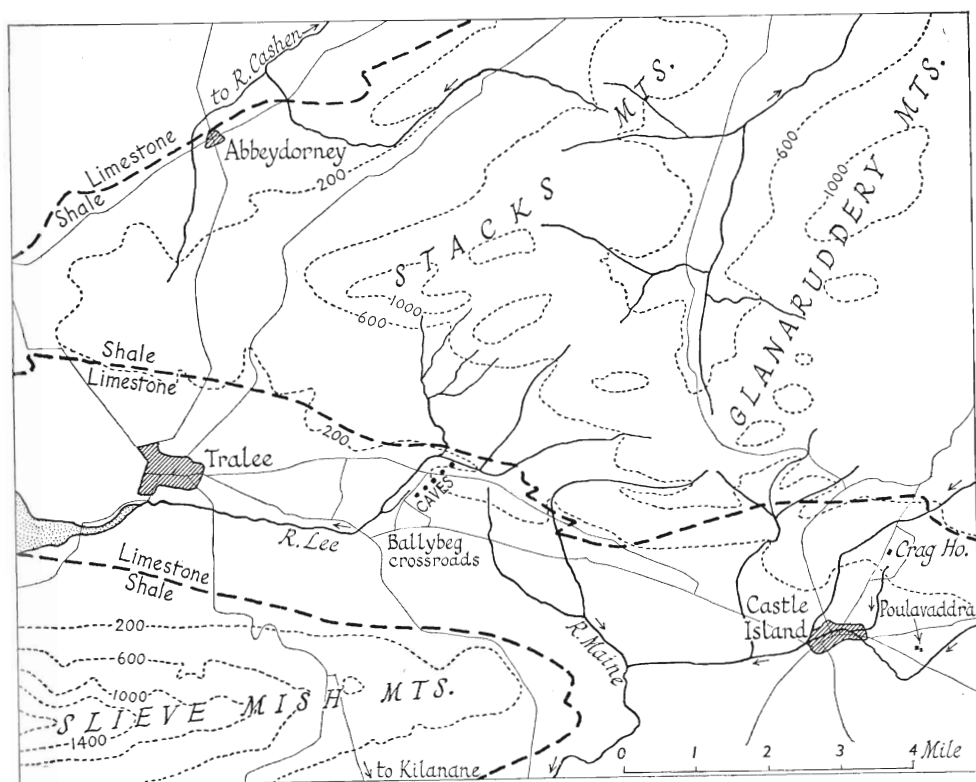 to R. Cashen
MTS.
MTS.
Limestone
Shale
Abbeydorney
200
600
1000
STACKS
GLANARUDDERY
1000
600
Shale
Limestone
200
Tralee
CAVES
R. Lee
Ballybeg
crossroads
Crag Ho.
Limestone
Shale
Castle
Island
Poulavaddra
R. Maine
200
600
1000
SLIEVE MISH MTS.
1400
to Kilanane
0 1 2 3 4 Mile